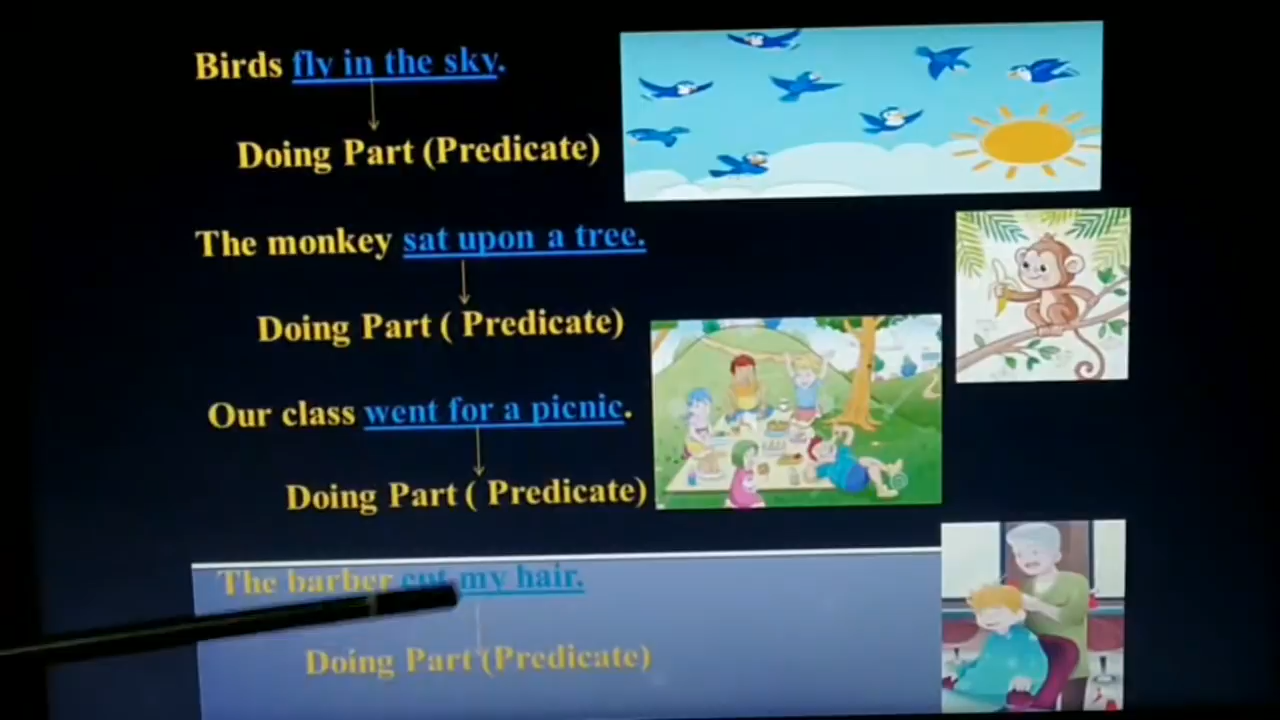 Birds fly in the sky.
Doing Part (Predicate)
The monkey sat upon a tree.
Doing Part ( Predicate)
Our class went for a picnic.
Doing Part ( Predicate)
The barber cut my hair.
Doing Part (Predicate)